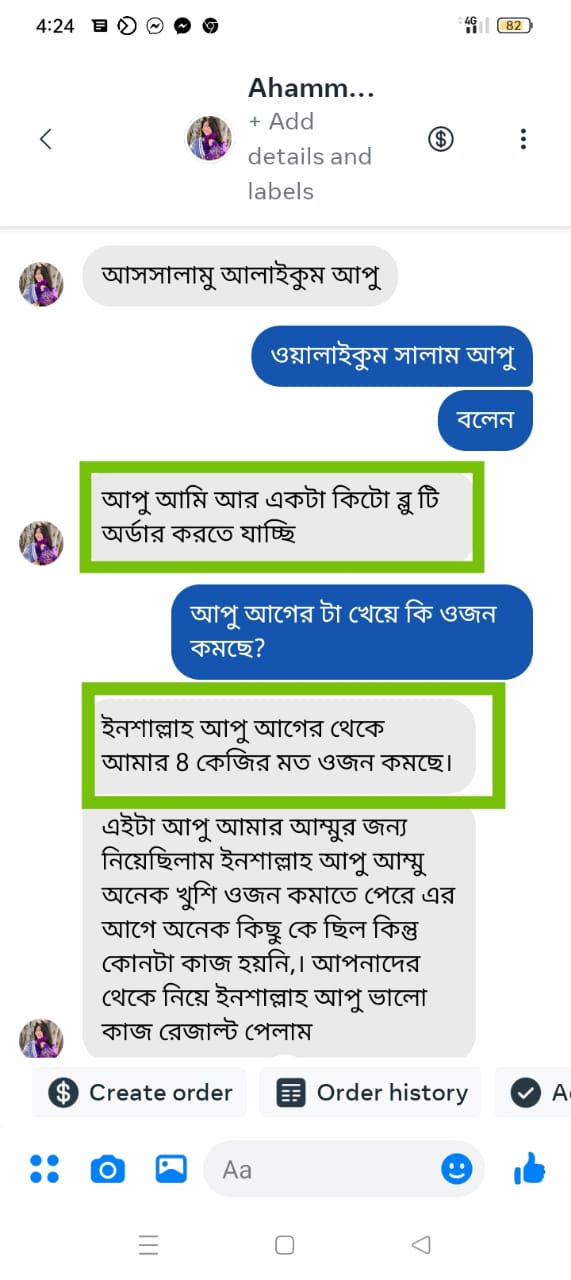 4:24
4G
82
Ahamm...
+ Add
details and
labels
আসসালামু আলাইকুম আপু
ওয়ালাইকুম সালাম আপু
বলেন
আপু আমি আর একটা কিটো ব্লু টি
অর্ডার করতে যাচ্ছি
আপু আগের টা খেয়ে কি ওজন
কমছে?
ইনশাল্লাহ আপু আগের থেকে
আমার 8 কেজির মত ওজন কমছে।
এইটা আপু আমার আম্মুর জন্য
নিয়েছিলাম ইনশাল্লাহ আপু আম্মু
অনেক খুশি ওজন কমাতে পেরে এর
আগে অনেক কিছু কে ছিল কিন্তু
কোনটা কাজ হয়নি,। আপনাদের
থেকে নিয়ে ইনশাল্লাহ আপু ভালো
কাজ রেজাল্ট পেলাম
Create order
Order history
A
Aa